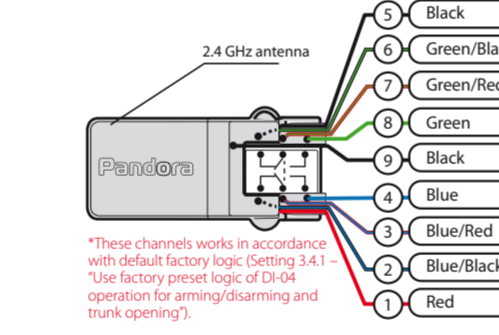 5 Black
2.4 GHz antenna
6 Green/Bla
7 Green/Red
8 Green
Pandora
9 Black
4 Blue
3 Blue/Red
*These channels works in accordance
with default factory logic (Setting 3.4.1 –
"Use factory preset logic of DI-04
operation for arming/disarming and
trunk opening").
2 Blue/Black
1 Red